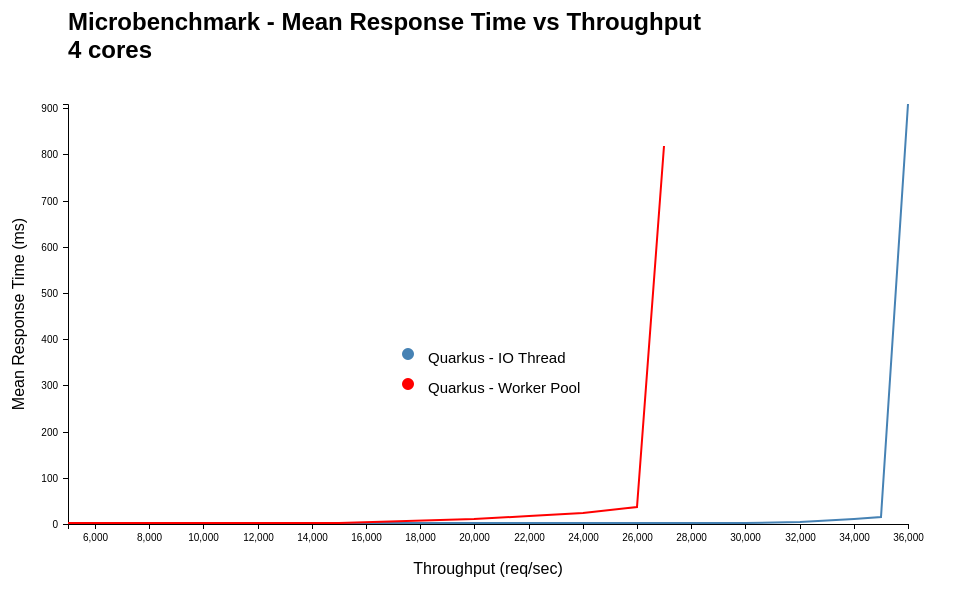 Microbenchmark - Mean Response Time vs Throughput
4 cores
Mean Response Time (ms)
900
800
700
600
500
400
300
200
100
0
Quarkus - IO Thread
Quarkus - Worker Pool
6,000 8,000 10,000 12,000 14,000 16,000 18,000 20,000 22,000 24,000 26,000 28,000 30,000 32,000 34,000 36,000
Throughput (req/sec)